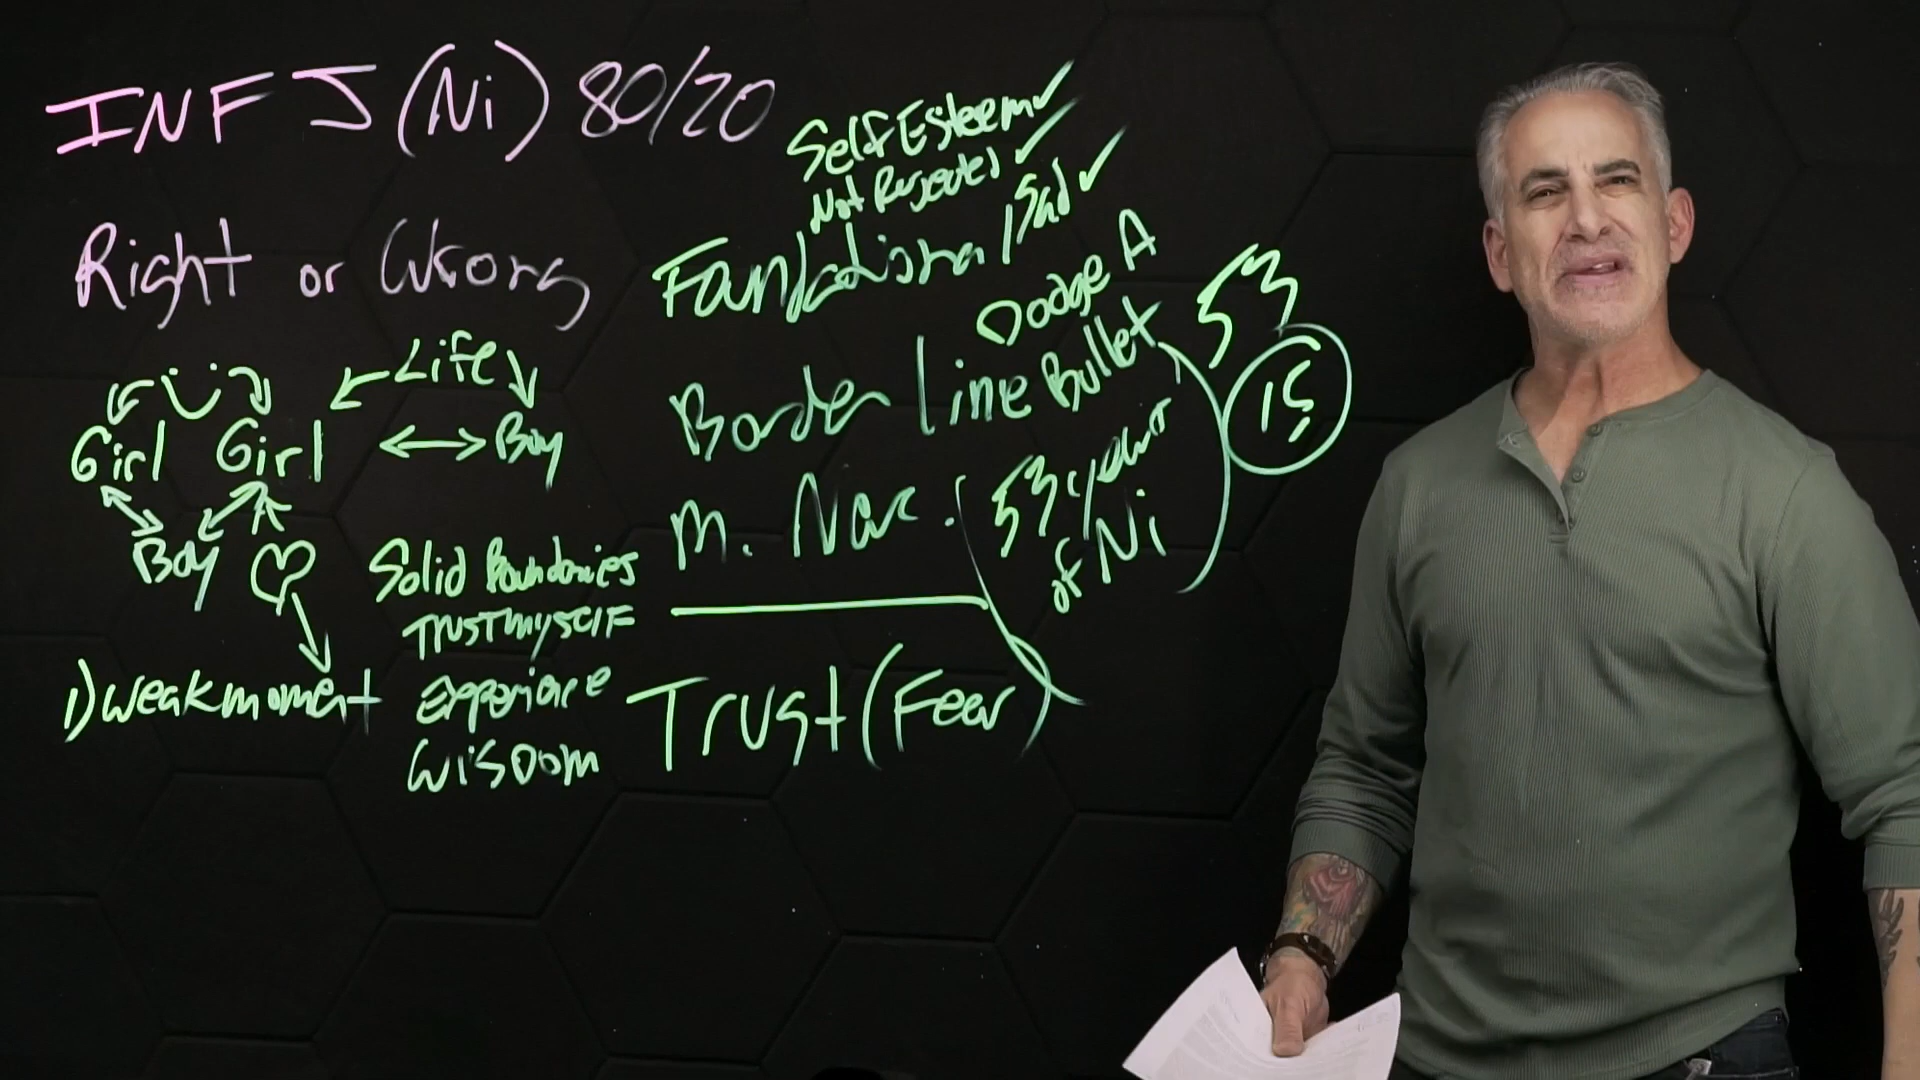 INFJ (Ni) 80/20
Right or Wrong
Self Esteem ✓
Not Rejected ✓
Foundational Sad ✓
Dodge A
Bullet
Border line
M. Narc.
53 years
of Ni
53
15
Life
Girl Girl Boy
Boy
1) weak moment
Solid Boundaries
TRUST myself
Experience
Wisdom
Trust (Fear)